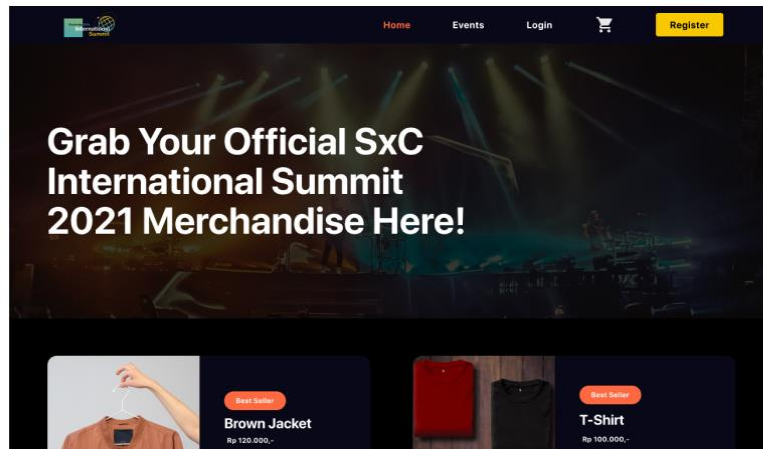 International
Summit
Home
Events
Login
Register
Grab Your Official SxC
International Summit
2021 Merchandise Here!
Best Seller
Brown Jacket
Rp 120.000,-
Best Seller
T-Shirt
Rp 100.000,-